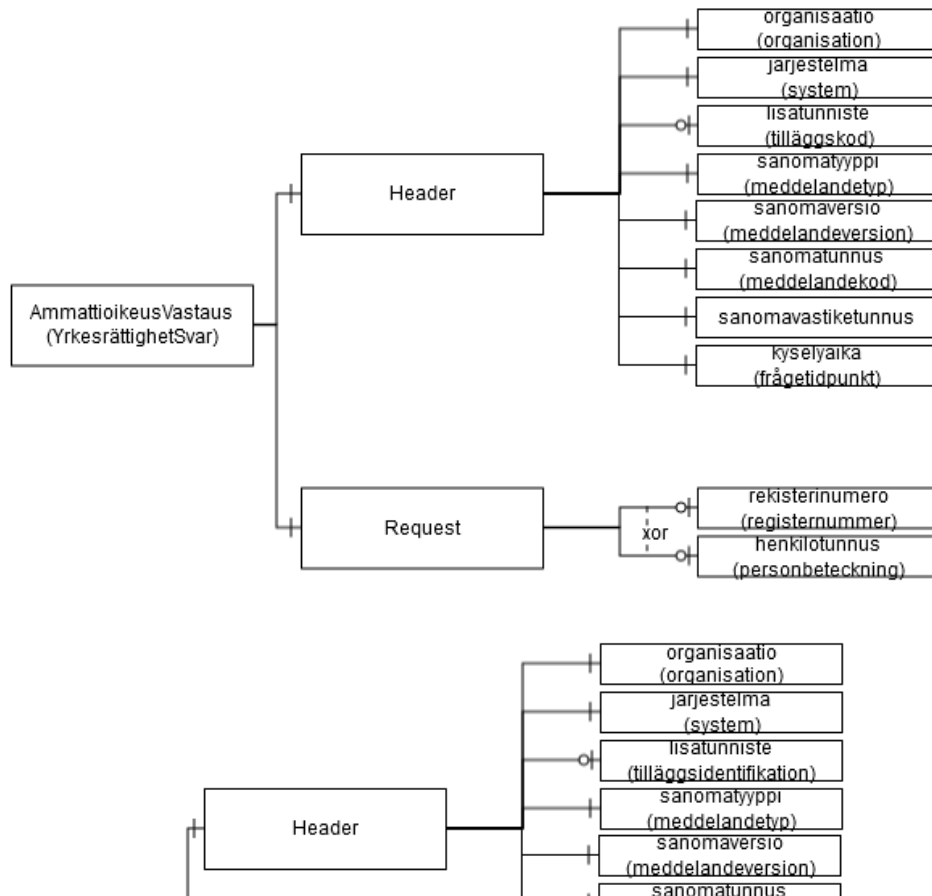 organisaatio
(organisation)
jarjestelma
(system)
lisatunniste
(tilläggskod)
sanomatyyppi
(meddelandetyp)
sanomaversio
(meddelandeversion)
sanomatunnus
(meddelandekod)
sanomavastiketunnus
kyselyaika
(frågetidpunkt)
Header
AmmattioikeusVastaus
(YrkesrättighetSvar)
Request
xor
rekisterinumero
(registernummer)
henkilotunnus
(personbeteckning)
organisaatio
(organisation)
jarjestelma
(system)
lisatunniste
(tilläggsidentifikation)
sanomatyyppi
(meddelandetyp)
Header
sanomaversio
(meddelandeversion)
sanomatunnus